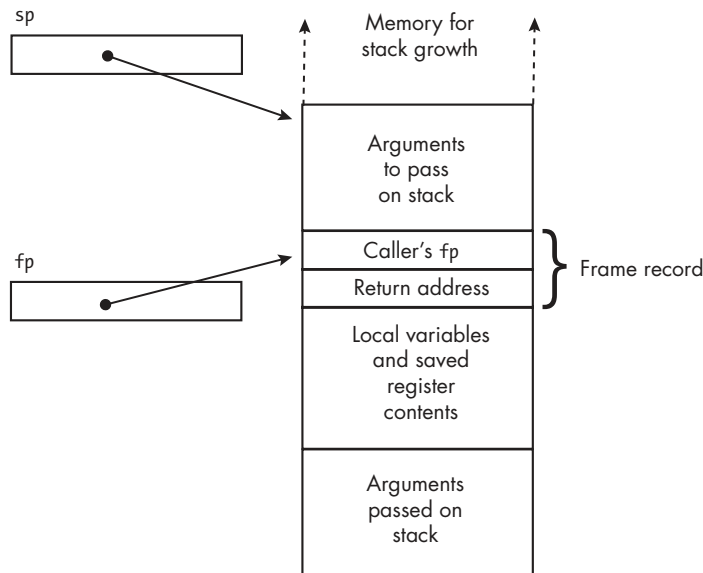 sp
Memory for
stack growth
Arguments
to pass
on stack
fp
Caller's fp
Return address
Frame record
Local variables
and saved
register
contents
Arguments
passed on
stack